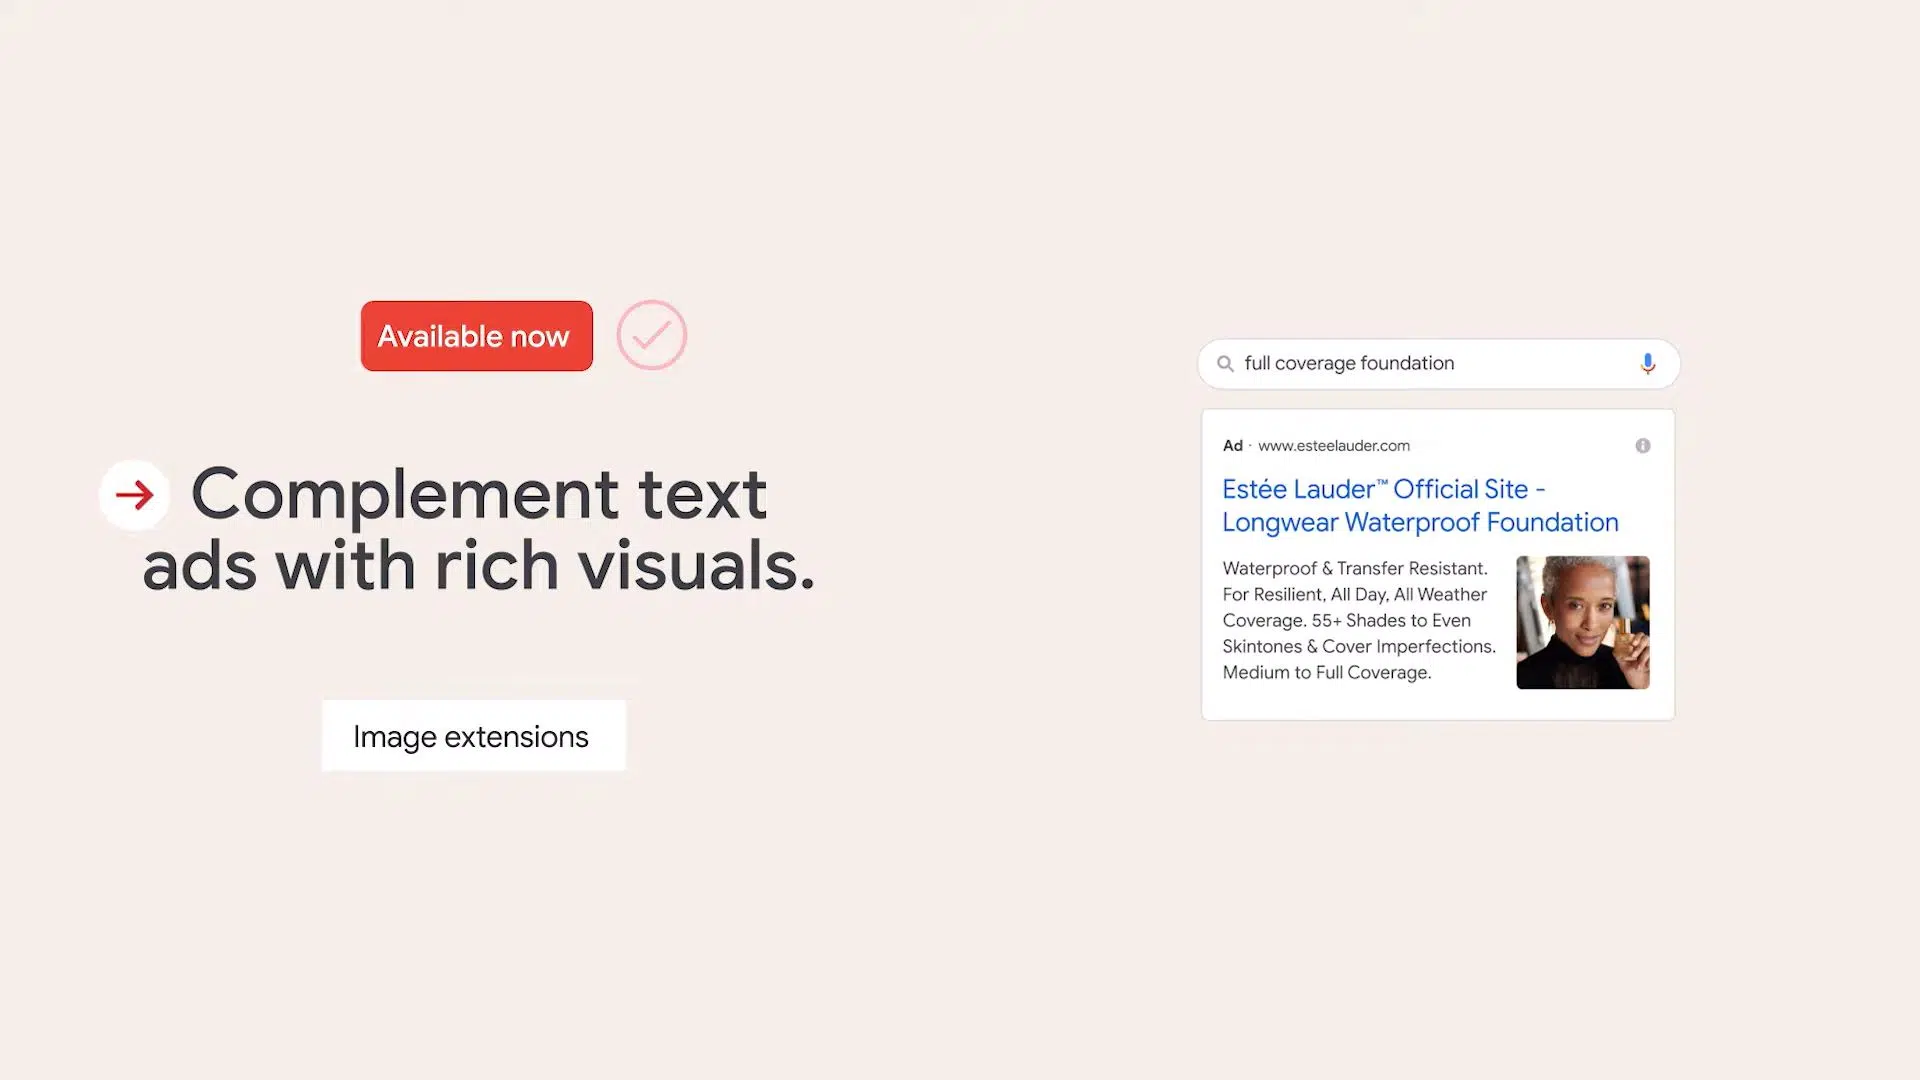 Available now
Complement text
ads with rich visuals.
Image extensions
full coverage foundation
Ad · www.esteelauder.com
Estée Lauder™ Official Site -
Longwear Waterproof Foundation
Waterproof & Transfer Resistant.
For Resilient, All Day, All Weather
Coverage. 55+ Shades to Even
Skintones & Cover Imperfections.
Medium to Full Coverage.